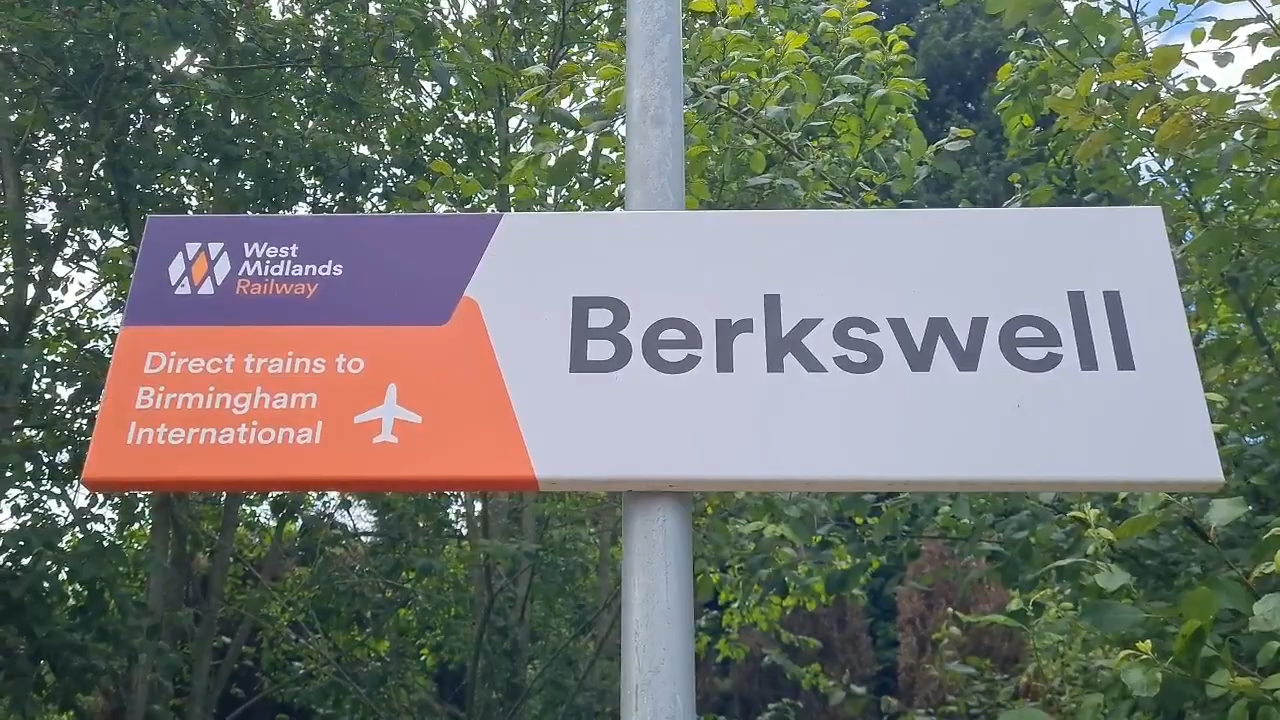 West
Midlands
Railway
Direct trains to
Birmingham
International
Berkswell